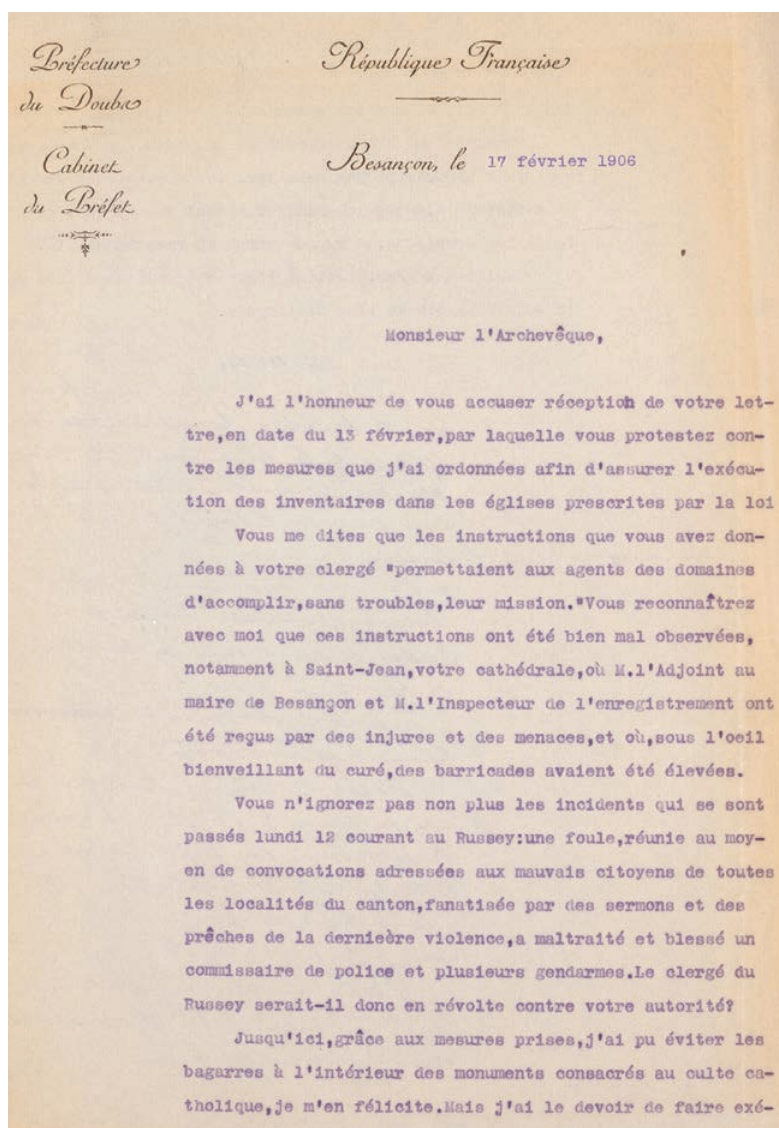 Préfecture
du Doubs
Cabinet
du Préfet
République Française
Besançon, le 17 février 1906
Monsieur l'Archevêque,
J'ai l'honneur de vous accuser réception de votre let-
tre,en date du 13 février,par laquelle vous protestez con-
tre les mesures que j'ai ordonnées afin d'assurer l'exécu-
tion des inventaires dans les églises prescrites par la loi
Vous me dites que les instructions que vous avez don-
nées à votre clergé "permettaient aux agents des domaines
d'accomplir,sans troubles,leur mission."Vous reconnaîtrez
avec moi que ces instructions ont été bien mal observées,
notamment à Saint-Jean,votre cathédrale,où M.l'Adjoint au
maire de Besançon et M.l'Inspecteur de l'enregistrement ont
été reçus par des injures et des menaces,et où,sous l'oeil
bienveillant du curé,des barricades avaient été élevées.
Vous n'ignorez pas non plus les incidents qui se sont
passés lundi 12 courant au Russey:une foule,réunie au moy-
en de convocations adressées aux mauvais citoyens de toutes
les localités du canton,fanatisée par des sermons et des
prêches de la dernieère violence,a maltraité et blessé un
commissaire de police et plusieurs gendarmes.Le clergé du
Russey serait-il donc en révolte contre votre autorité?
Jusqu'ici,grâce aux mesures prises,j'ai pu éviter les
bagarres à l'intérieur des monuments consacrés au culte ca-
tholique,je m'en félicite.Mais j'ai le devoir de faire exé-